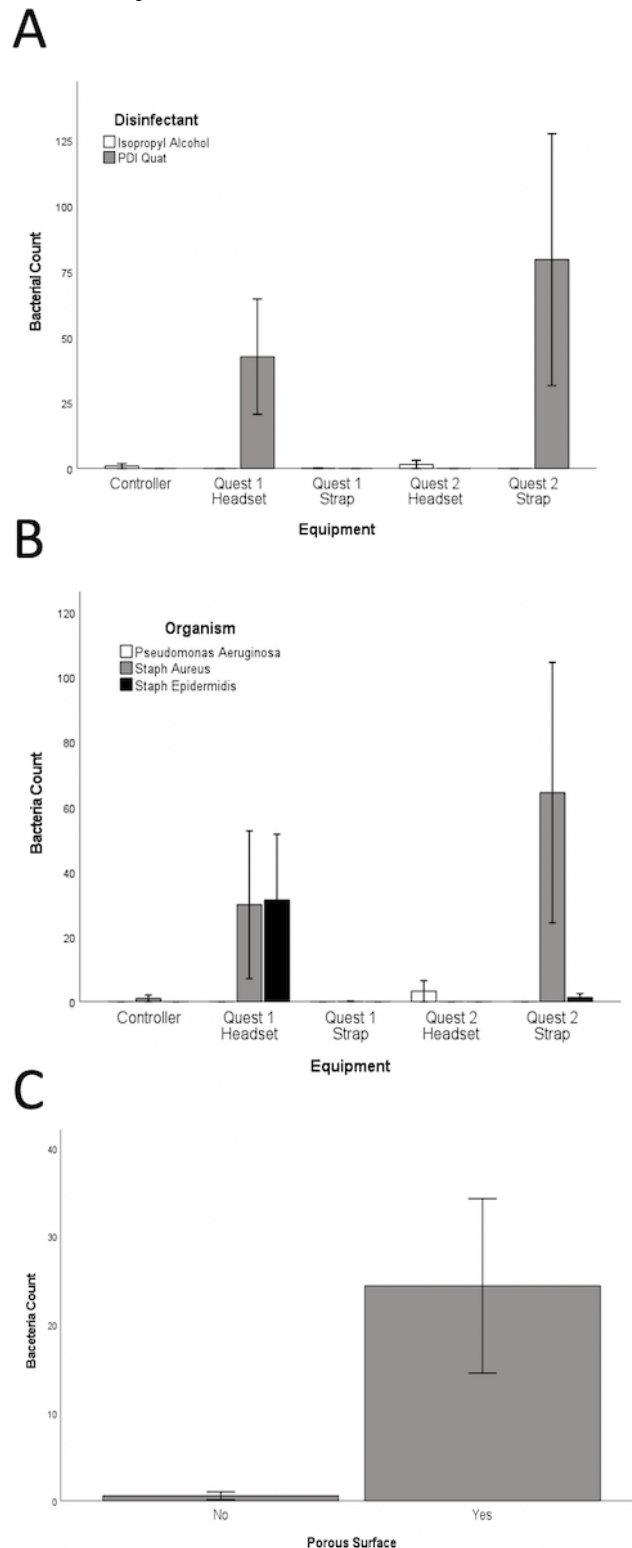 A
Disinfectant
Isopropyl Alcohol
PDI Quat
125
100
75
50
25
0
Bacterial Count
Controller
Quest 1
Headset
Quest 1
Strap
Quest 2
Headset
Quest 2
Strap
Equipment
B
Organism
Pseudomonas Aeruginosa
Staph Aureus
Staph Epidermidis
120
100
80
60
40
20
0
Bacteria Count
Controller
Quest 1
Headset
Quest 1
Strap
Quest 2
Headset
Quest 2
Strap
Equipment
C
40
30
20
10
0
Baceteria Count
No
Yes
Porous Surface